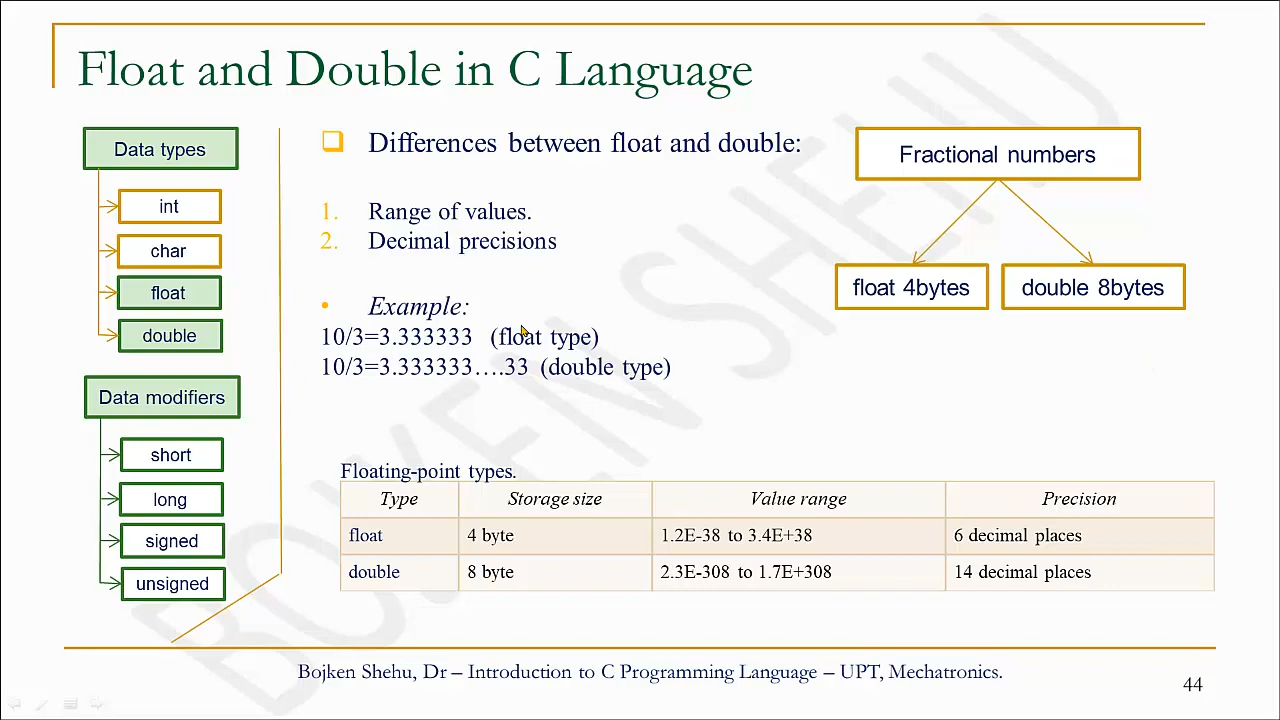 Float and Double in C Language
Data types
int
char
float
double
Data modifiers
short
long
signed
unsigned
Differences between float and double:
1. Range of values.
2. Decimal precisions
• Example:
10/3=3.333333 (float type)
10/3=3.333333….33 (double type)
Fractional numbers
float 4bytes
double 8bytes
Floating-point types.
Type Storage size Value range Precision
float 4 byte 1.2E-38 to 3.4E+38 6 decimal places
double 8 byte 2.3E-308 to 1.7E+308 14 decimal places
BOJKEN SHEHU
Bojken Shehu, Dr – Introduction to C Programming Language – UPT, Mechatronics.
44